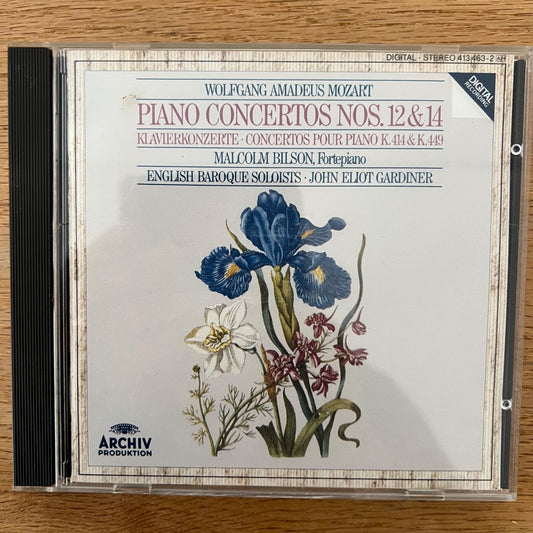 DIGITAL · STEREO 413 463-2 AH
DIGITAL
RECORDING
WOLFGANG AMADEUS MOZART
PIANO CONCERTOS NOS. 12 & 14
KLAVIERKONZERTE · CONCERTOS POUR PIANO K. 414 & K. 449
MALCOLM BILSON, Fortepiano
ENGLISH BAROQUE SOLOISTS · JOHN ELIOT GARDINER
ARCHIV
PRODUKTION